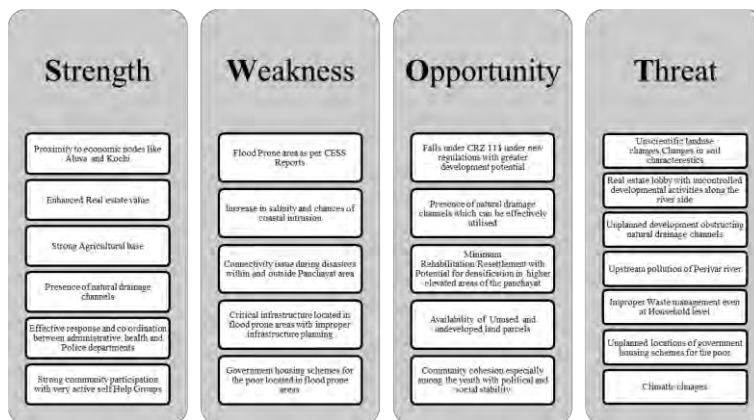 Strength
Proximity to economic nodes like
Aluva and Kochi
Enhanced Real estate value
Strong Agricultural base
Presence of natural drainage
channels
Effective response and co-ordination
between administrative, health and
Police departments
Strong community participation
with very active self Help Groups
Weakness
Flood Prone area as per CESS
Reports
Increase in salinity and chances of
coastal intrusion
Connectivity issue during disasters
within and outside Panchayat area
Critical infrastructure located in
flood prone areas with improper
infrastructure planning
Government housing schemes for
the poor located in flood prone
areas
Opportunity
Falls under CRZ 111 under new
regulations with greater
development potential
Presence of natural drainage
channels which can be effectively
utilised
Minimum
Rehabilitation/Resettlement with
Potential for densification in higher
elevated areas of the panchayat
Availability of Unused and
undeveloped land parcels
Community cohesion especially
among the youth with political and
social stability.
Threat
Unscientific landuse
changes,Changes in soil
characterestics
Real estate lobby with uncontrolled
developmental activities along the
river side
Unplanned development obstructing
natural drainage channels
Upstream pollution of Periyar river
Improper Waste management even
at Household level
Unplanned locations of government
housing schemes for the poor
Climatic changes